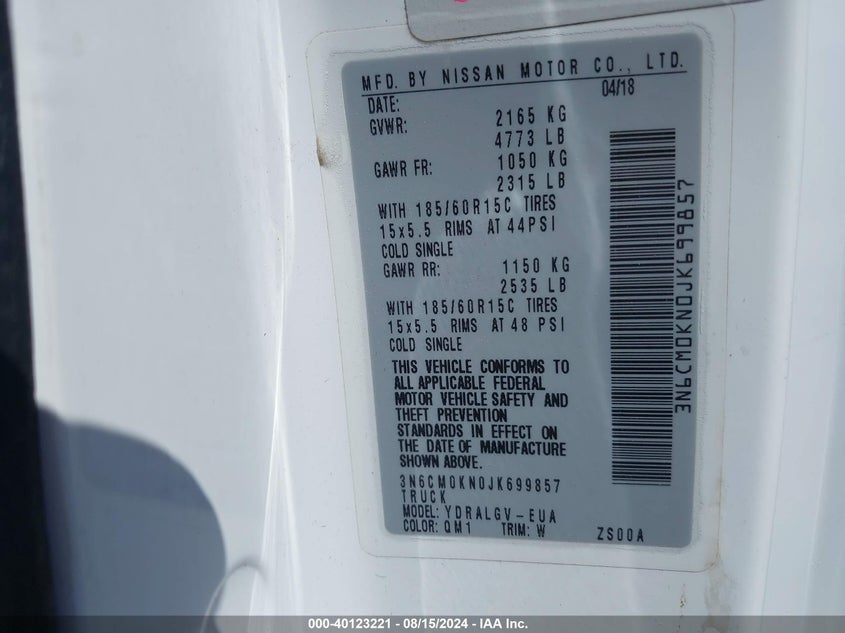 MFD. BY NISSAN MOTOR CO., LTD.
DATE: 04/18
GVWR: 2165 KG
4773 LB
GAWR FR: 1050 KG
2315 LB
WITH 185/60R15C TIRES
15x5.5 RIMS AT 44PSI
COLD SINGLE
GAWR RR: 1150 KG
2535 LB
WITH 185/60R15C TIRES
15x5.5 RIMS AT 48 PSI
COLD SINGLE
THIS VEHICLE CONFORMS TO
ALL APPLICABLE FEDERAL
MOTOR VEHICLE SAFETY AND
THEFT PREVENTION
STANDARDS IN EFFECT ON
THE DATE OF MANUFACTURE
SHOWN ABOVE.
3N6CM0KN0JK699857
TRUCK
MODEL: YDRALGV-EUA
COLOR: QM1 TRIM: W ZS00A
3N6CM0KN0JK699857
000-40123221 - 08/15/2024 - IAA Inc.